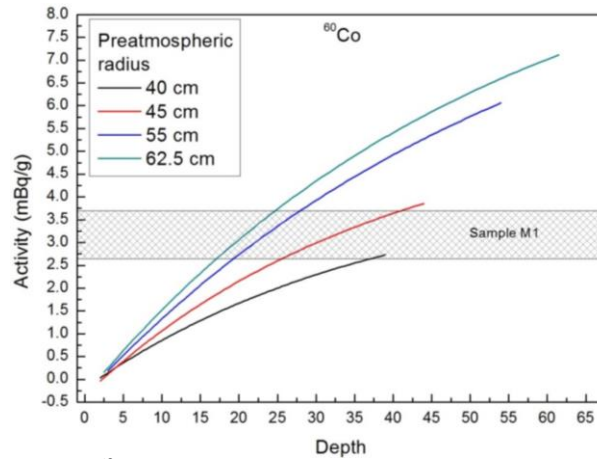 8.0
7.5
7.0
6.5
6.0
5.5
5.0
4.5
4.0
3.5
3.0
2.5
2.0
1.5
1.0
0.5
0.0
-0.5
Activity (mBq/g)
Preatmospheric
radius
40 cm
45 cm
55 cm
62.5 cm
⁶⁰Co
Sample M1
0 5 10 15 20 25 30 35 40 45 50 55 60 65
Depth